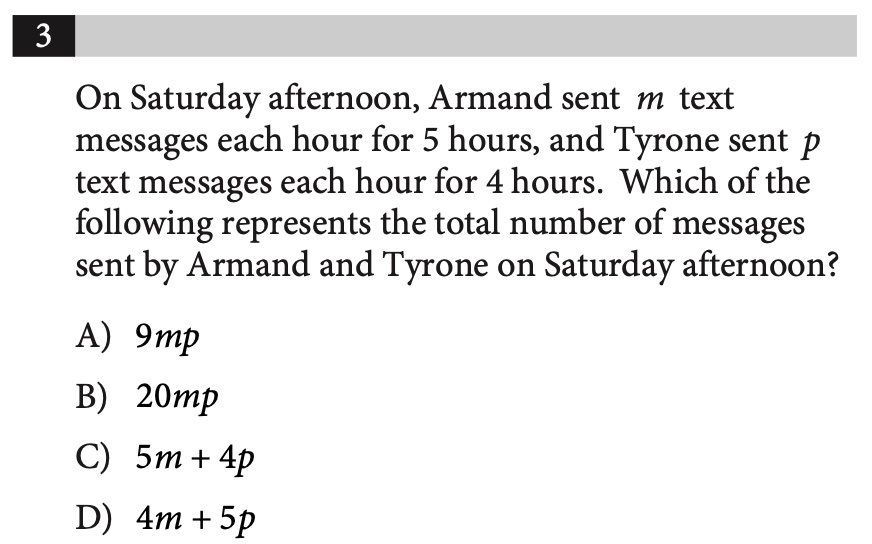 3
On Saturday afternoon, Armand sent m text
messages each hour for 5 hours, and Tyrone sent p
text messages each hour for 4 hours. Which of the
following represents the total number of messages
sent by Armand and Tyrone on Saturday afternoon?
A) 9mp
B) 20mp
C) 5m + 4p
D) 4m + 5p